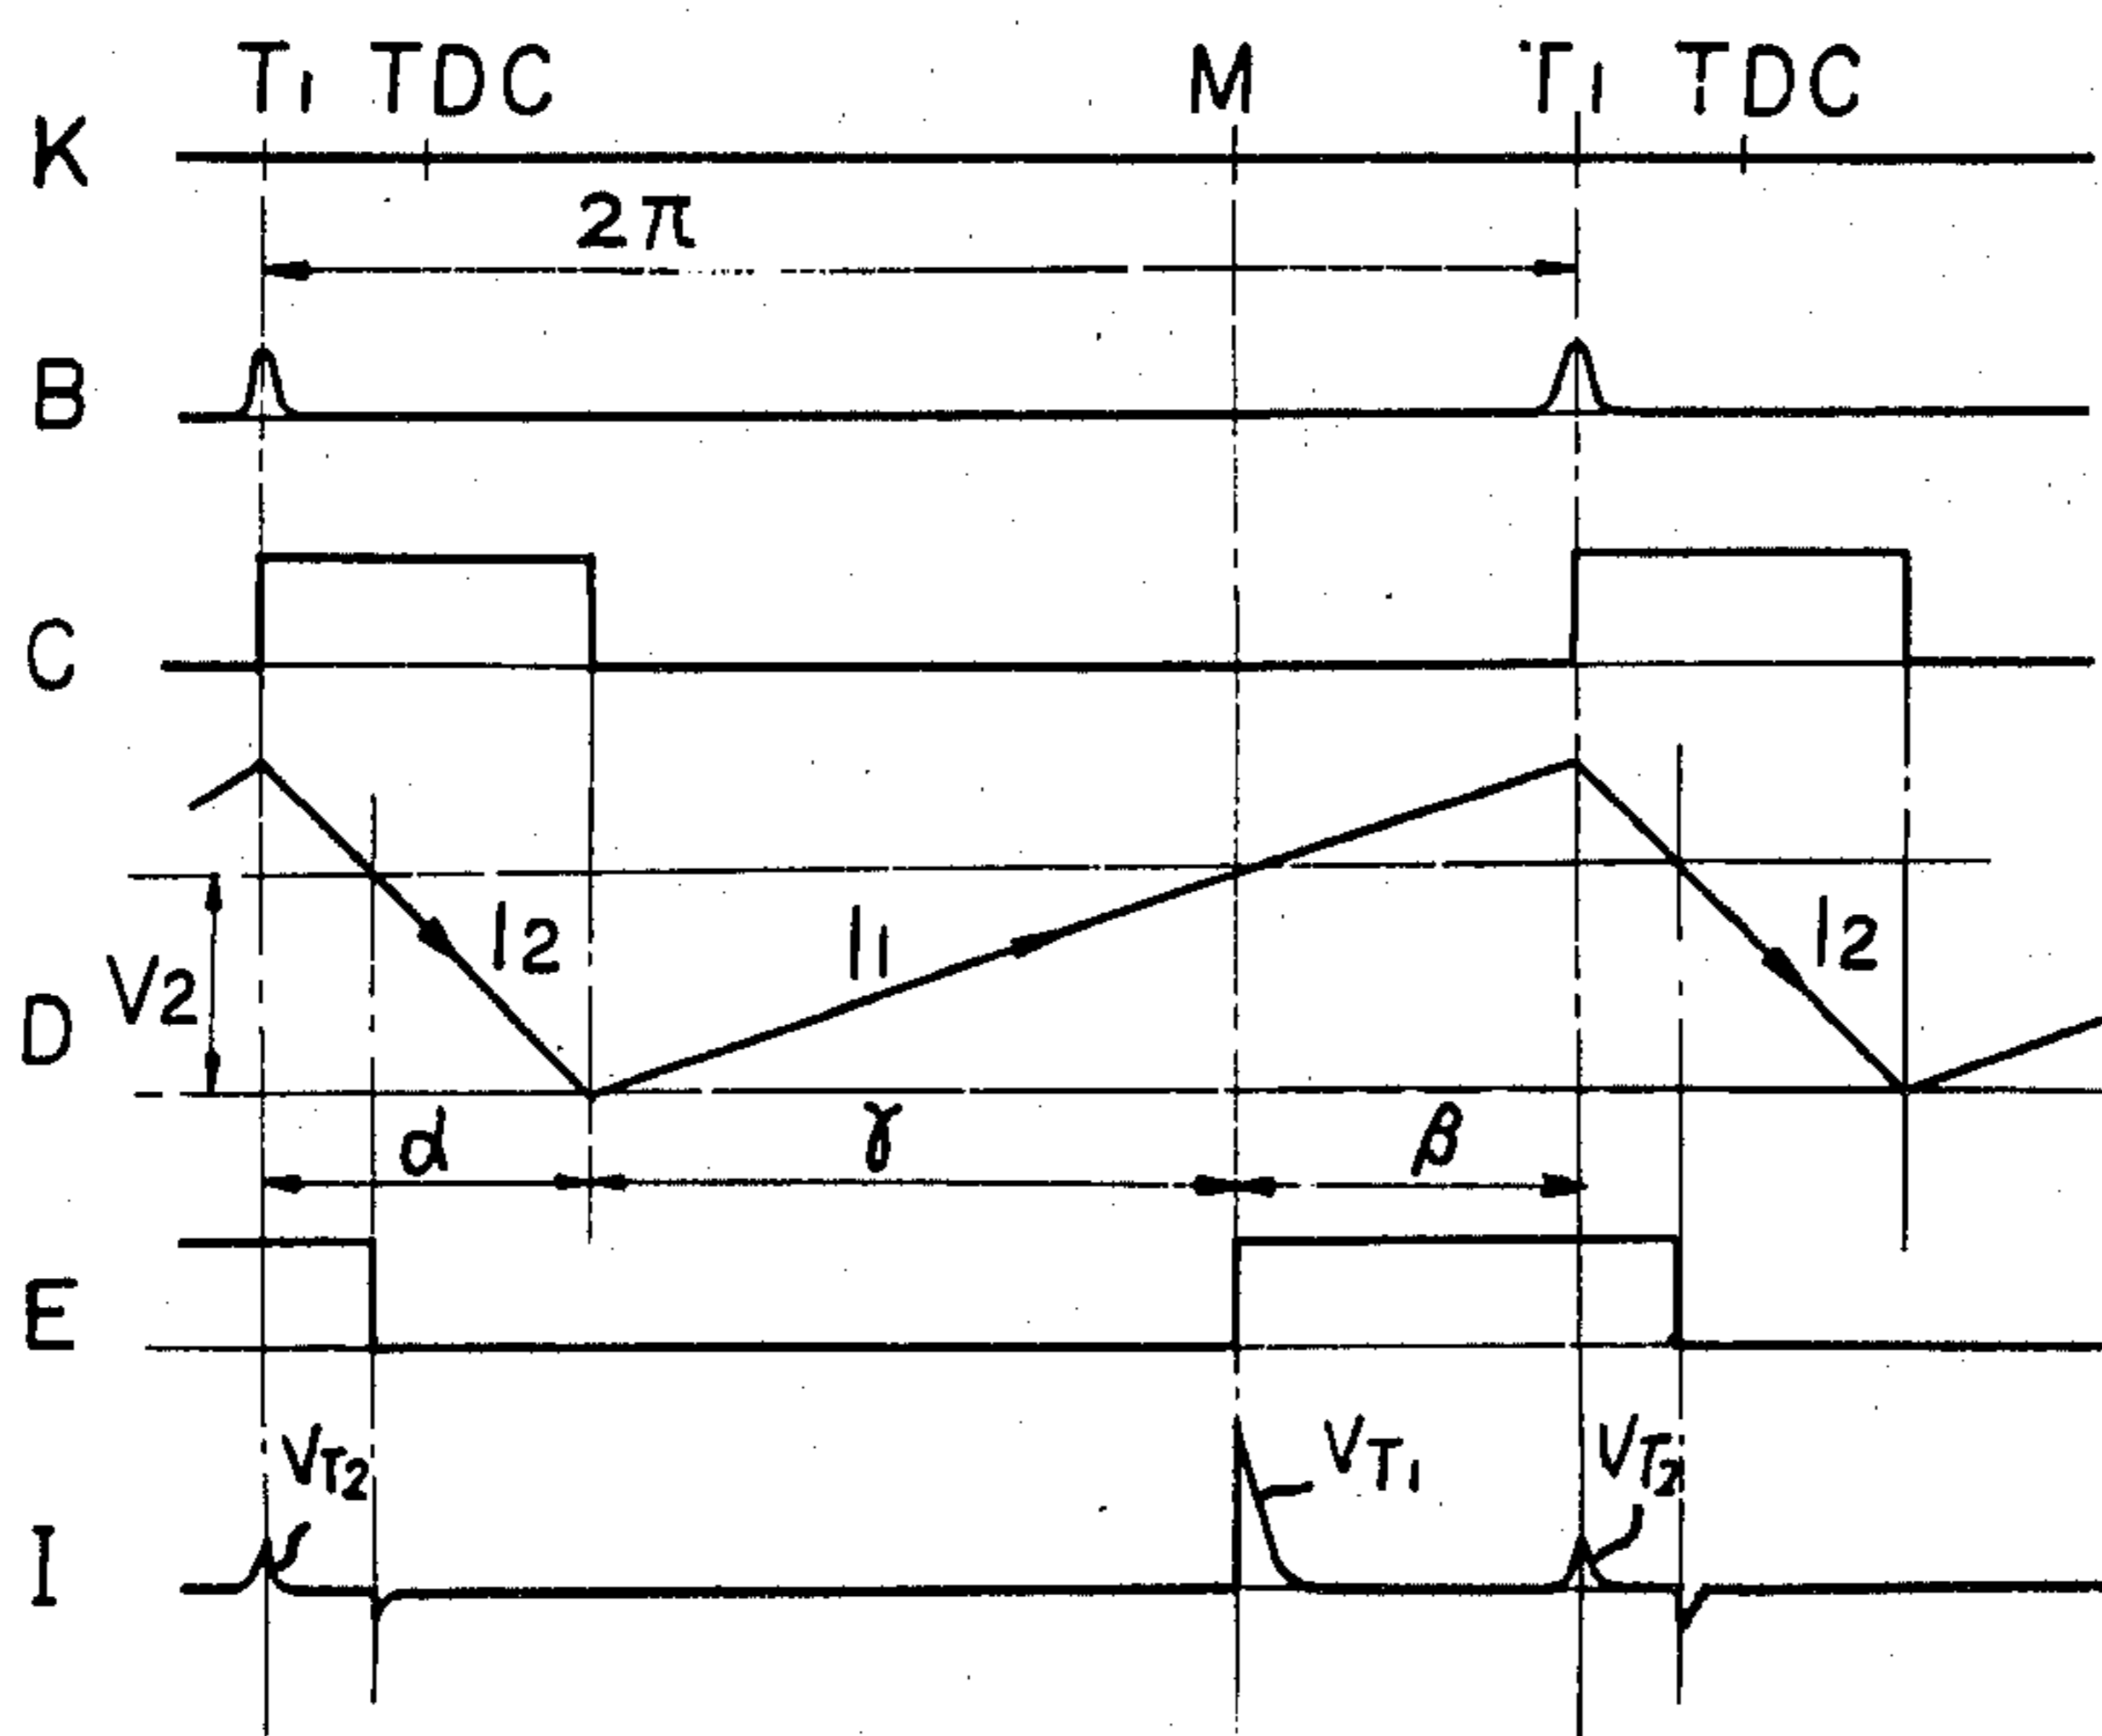 T1 TDC M T1 TDC
K
2π
B
C
I2 I1 I2
V2
D
α γ β
E
VT2 VT1 VT2
I